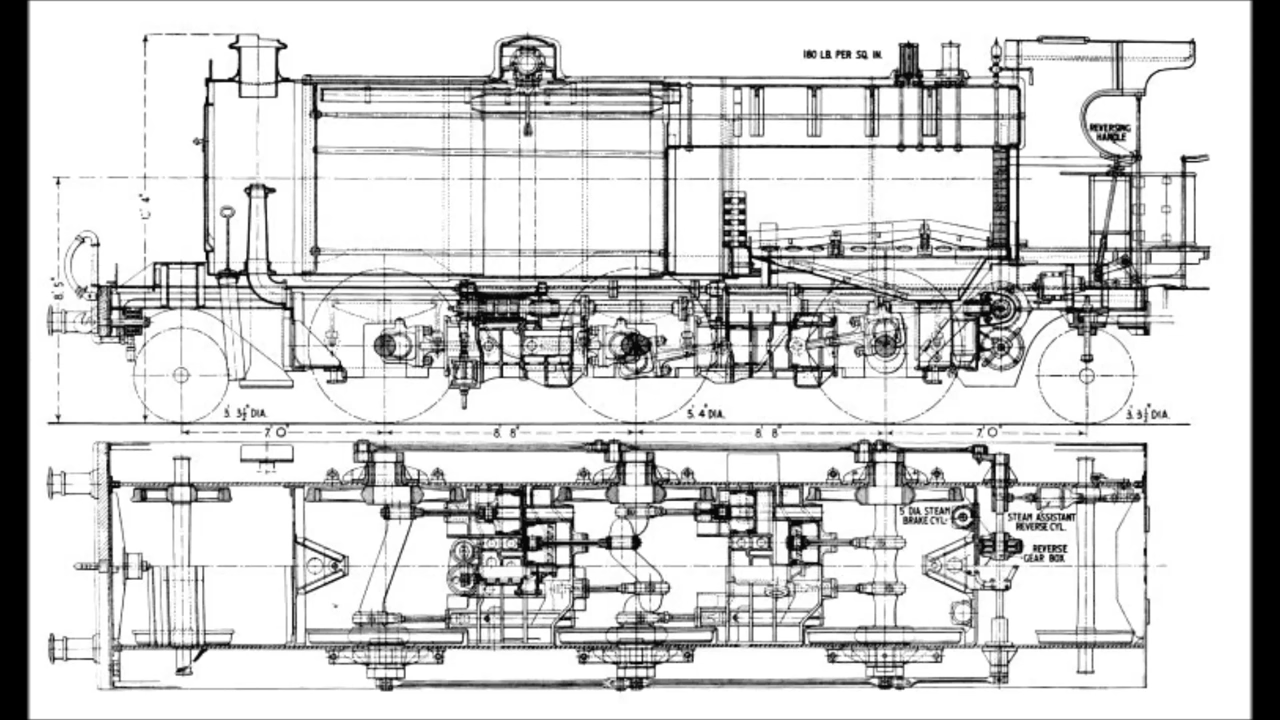 180 LB. PER SQ. IN.
REVERSING
HANDLE
8. 5"
3. 3½" DIA.
5. 4" DIA.
3. 3½" DIA.
7. 0"
8. 8"
8. 8"
7. 0"
5 DIA. STEAM
BRAKE CYL.
STEAM ASSISTANT
REVERSE CYL.
REVERSE
GEAR BOX.